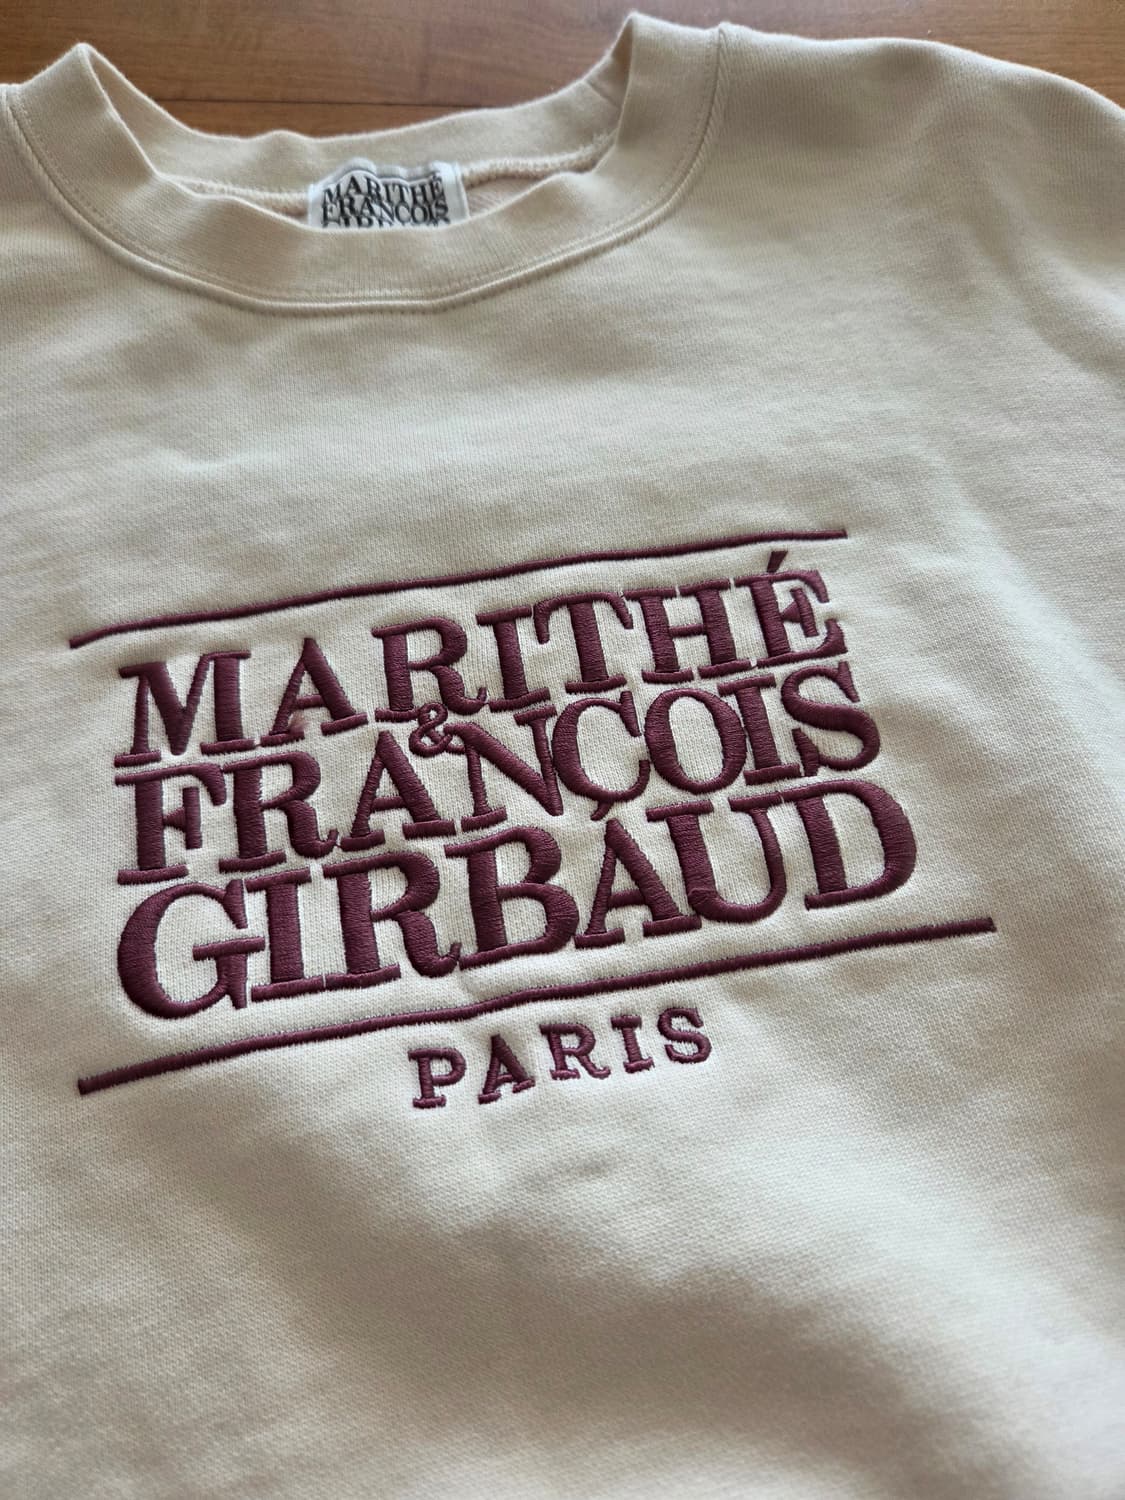 MARITHÉ
FRANÇOIS
MARITHÉ
&
FRANÇOIS
GIRBAUD
PARIS